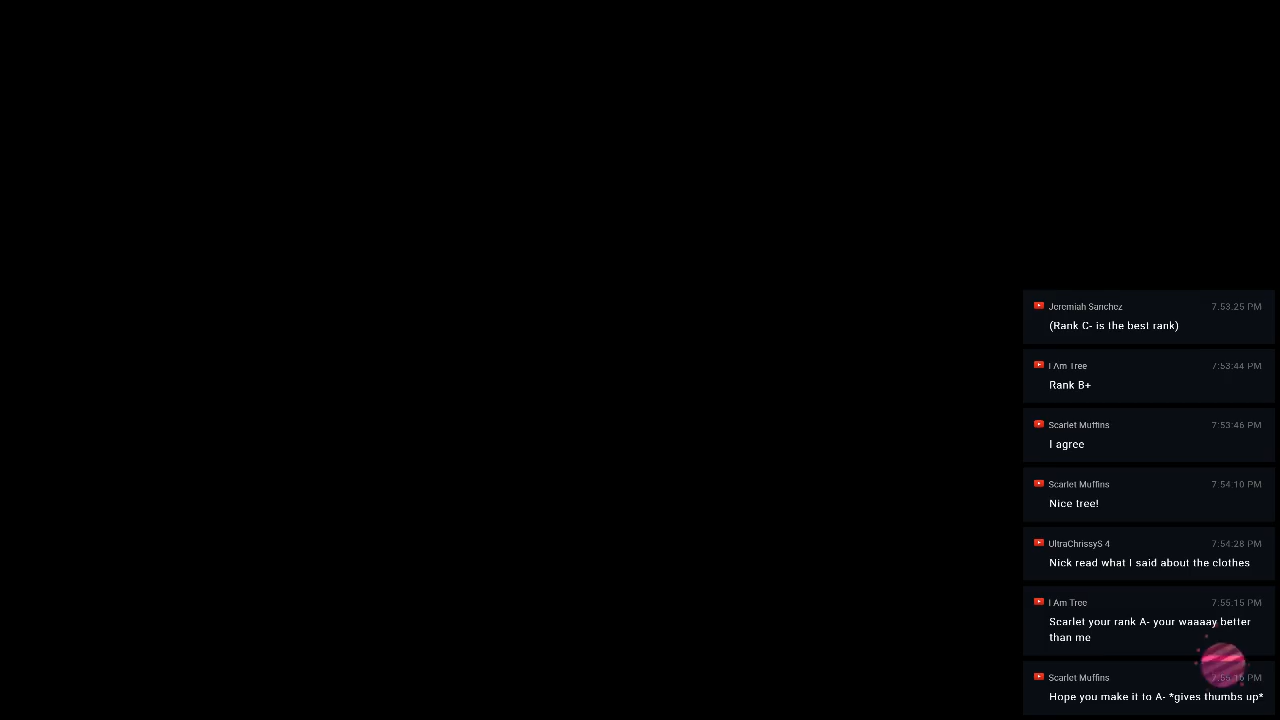 Jeremiah Sanchez 7:53:25 PM
(Rank C- is the best rank)
I Am Tree 7:53:44 PM
Rank B+
Scarlet Muffins 7:53:46 PM
I agree
Scarlet Muffins 7:54:10 PM
Nice tree!
UltraChrissyS 4 7:54:28 PM
Nick read what I said about the clothes
I Am Tree 7:55:15 PM
Scarlet your rank A- your waaaay better
than me
Scarlet Muffins PM
Hope you make it to A- *gives thumbs up*